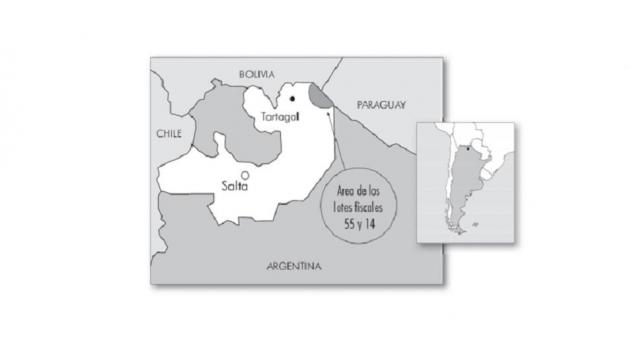 BOLIVIA
PARAGUAY
Tartagal
CHILE
Salta
Area de los
lotes fiscales
55 y 14
ARGENTINA